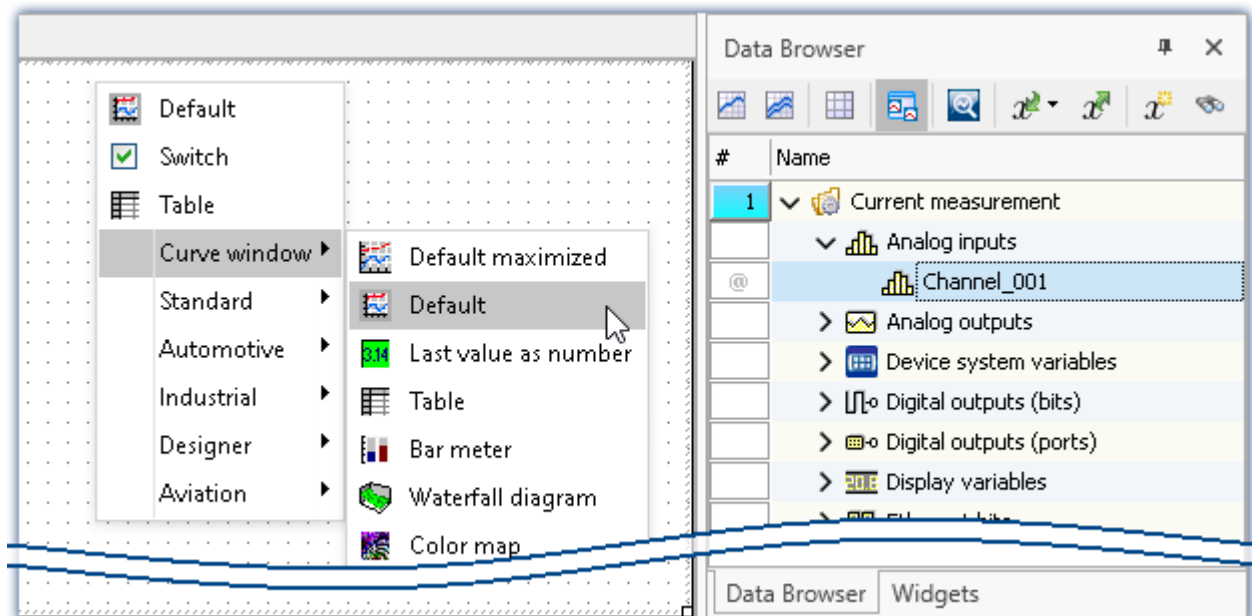 Default
Switch
Table
Curve window
Standard
Automotive
Industrial
Designer
Aviation
Default maximized
Default
3.14 Last value as number
Table
Bar meter
Waterfall diagram
Color map
Data Browser
# Name
1 Current measurement
Analog inputs
@ Channel_001
Analog outputs
Device system variables
Digital outputs (bits)
Digital outputs (ports)
Display variables
Data Browser Widgets